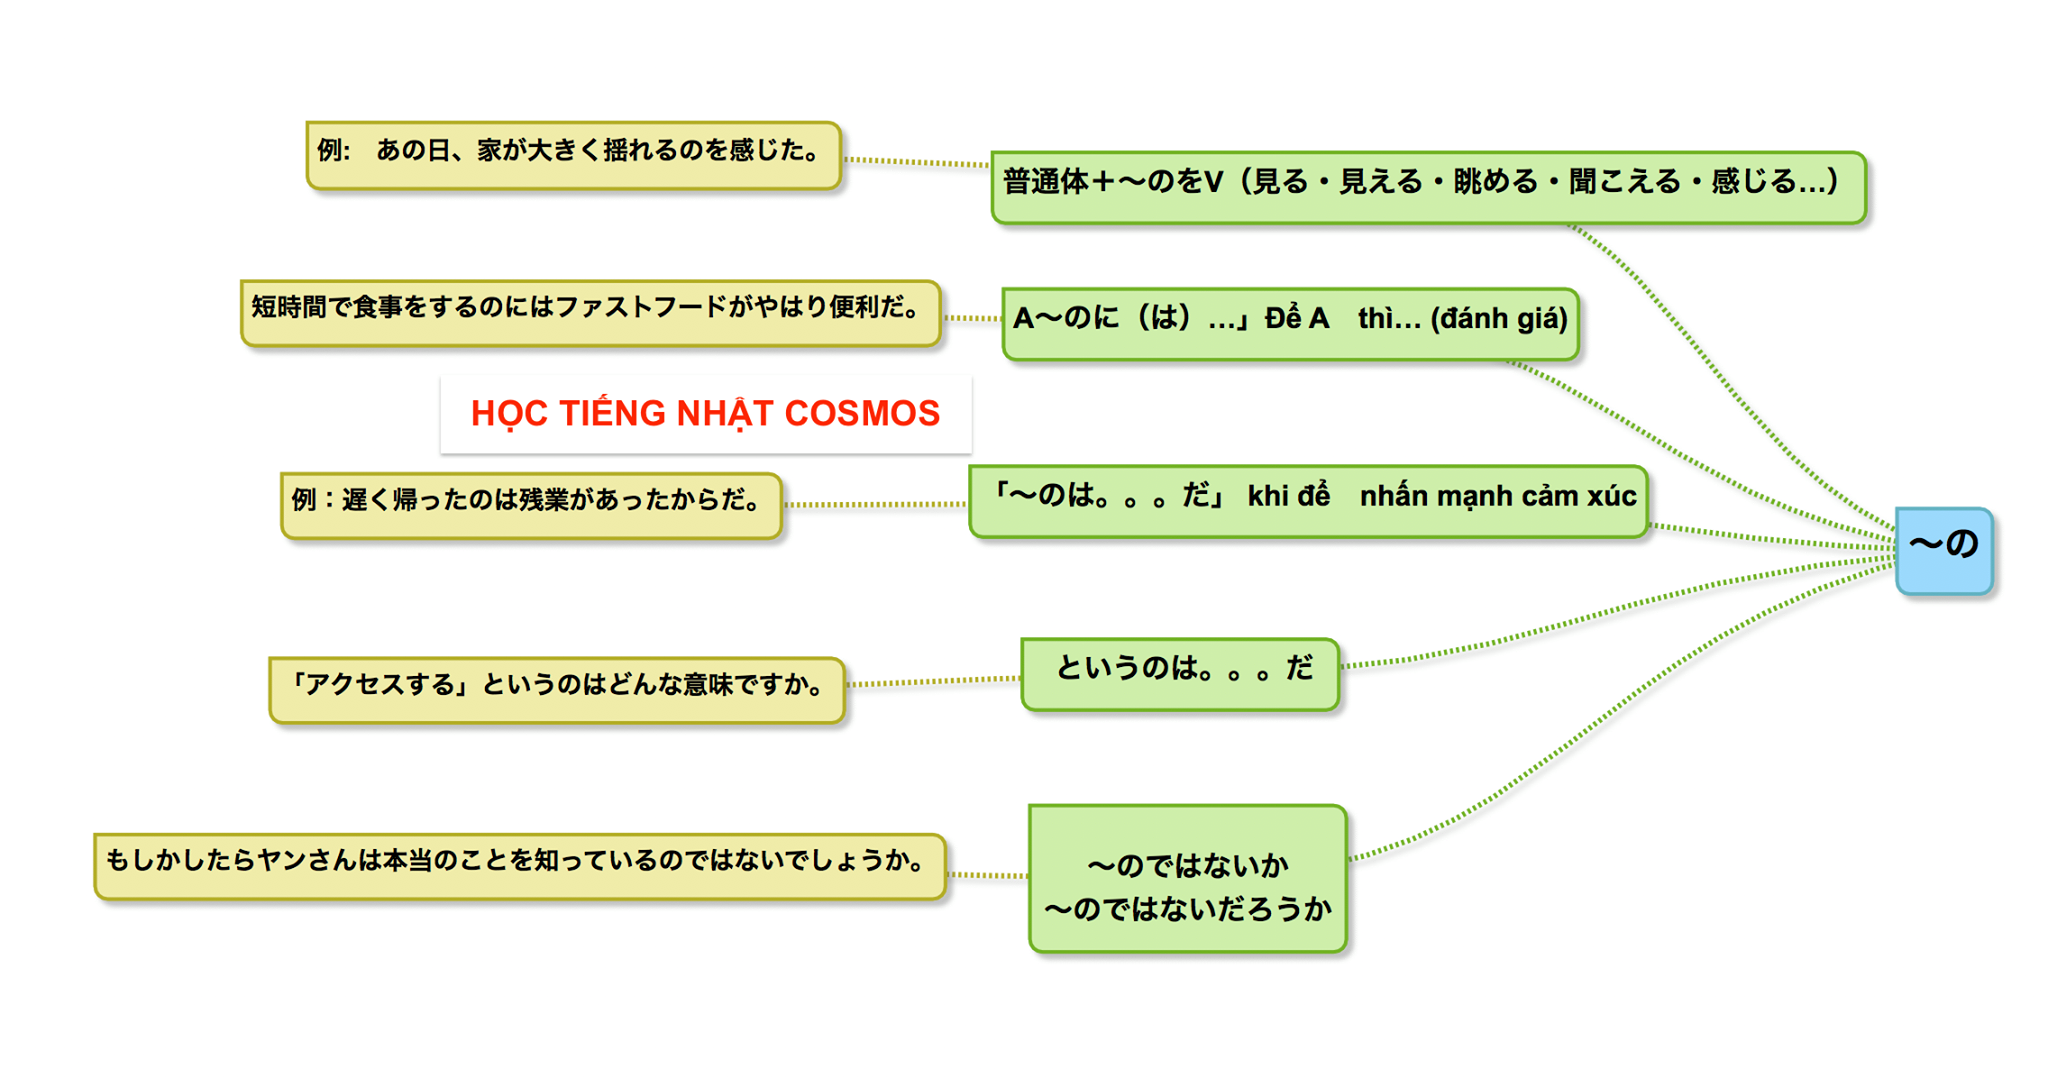 例:　あの日、家が大きく揺れるのを感じた。
普通体＋〜のをV（見る・見える・眺める・聞こえる・感じる...）
短時間で食事をするのにはファストフードがやはり便利だ。
A〜のに（は）...」Để A　thì... (đánh giá)
HỌC TIẾNG NHẬT COSMOS
例：遅く帰ったのは残業があったからだ。
「〜のは。。。だ」 khi để　nhấn mạnh cảm xúc
〜の
「アクセスする」というのはどんな意味ですか。
というのは。。。だ
もしかしたらヤンさんは本当のことを知っているのではないでしょうか。
〜のではないか
〜のではないだろうか